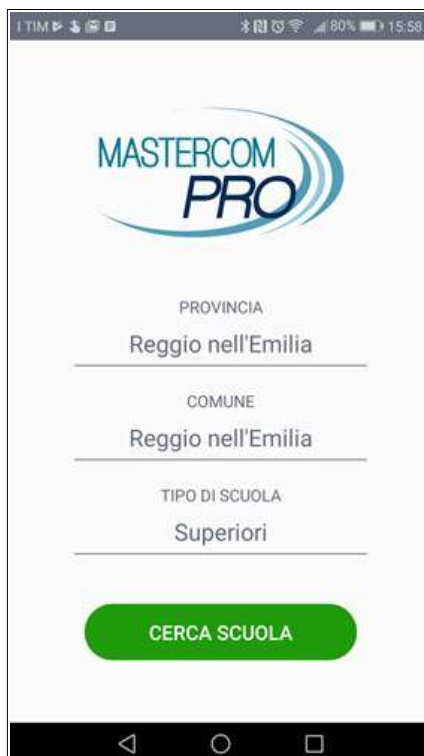 I TIM 80% 15:58
MASTERCOM
PRO
PROVINCIA
Reggio nell'Emilia
COMUNE
Reggio nell'Emilia
TIPO DI SCUOLA
Superiori
CERCA SCUOLA